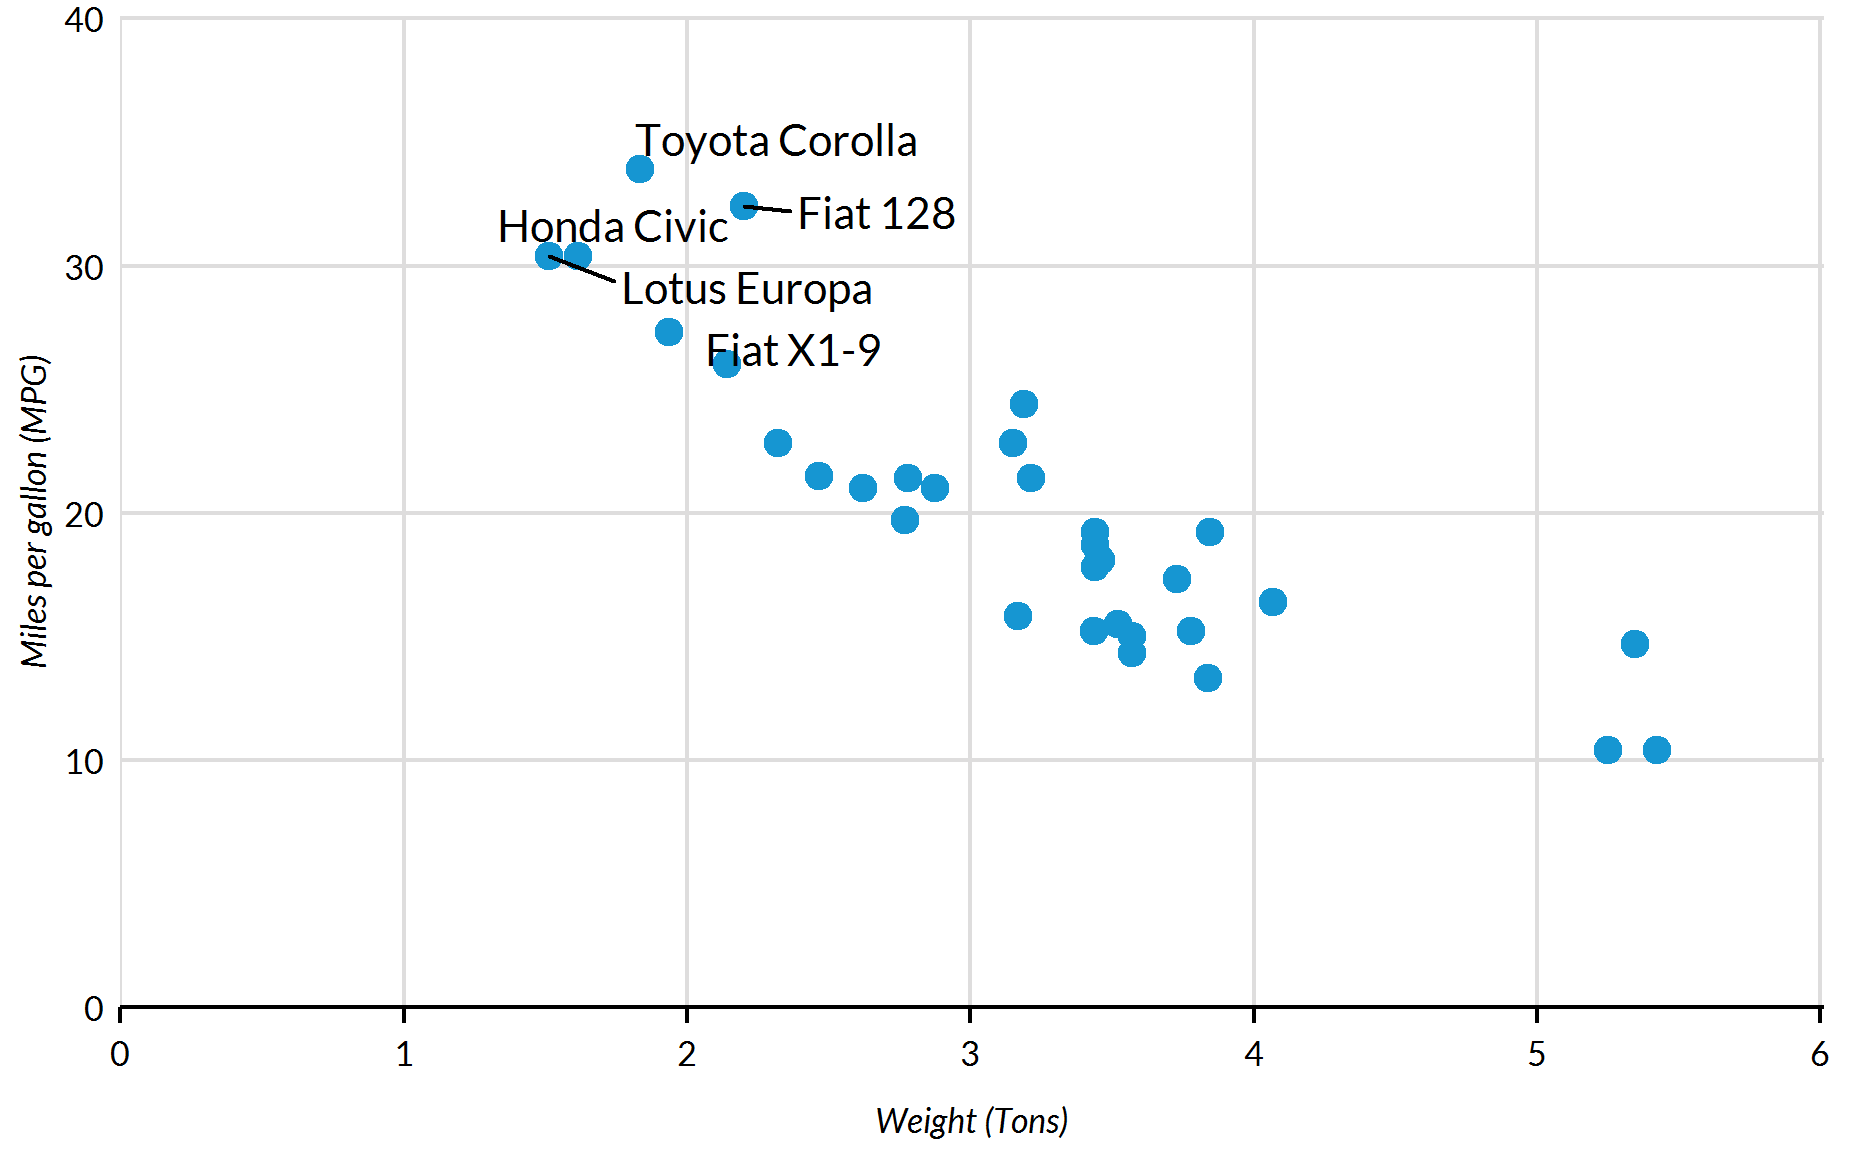 40
Toyota Corolla
Fiat 128
Honda Civic
30
Lotus Europa
Fiat X1-9
Miles per gallon (MPG)
20
10
0
0 1 2 3 4 5 6
Weight (Tons)